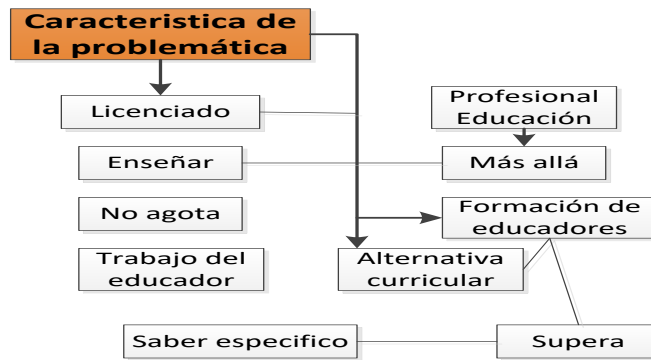 Caracteristica de
la problemática
Licenciado
Profesional
Educación
Enseñar
Más allá
No agota
Formación de
educadores
Trabajo del
educador
Alternativa
curricular
Saber especifico
Supera